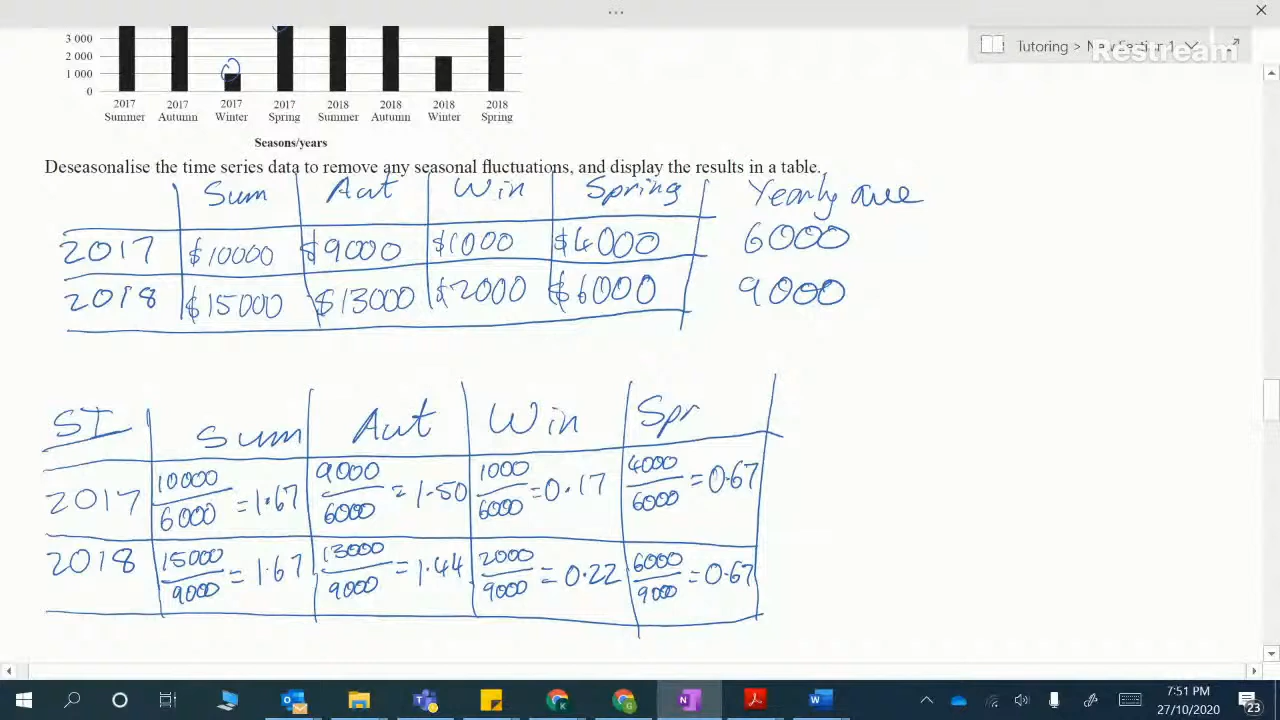 ...
Tutoring > New Section 1
Restream
3 000
2 000
1 000
0
2017 2017 2017 2017 2018 2018 2018 2018
Summer Autumn Winter Spring Summer Autumn Winter Spring
Seasons/years
Deseasonalise the time series data to remove any seasonal fluctuations, and display the results in a table.
Sum Aut Win Spring Yearly ave
2017 $10000 $9000 $1000 $4000 6000
2018 $15000 $13000 $2000 $6000 9000
SI Sum Aut Win Spr
2017 10000/6000 = 1.67 9000/6000 = 1.50 1000/6000 = 0.17 4000/6000 = 0.67
2018 15000/9000 = 1.67 13000/9000 = 1.44 2000/9000 = 0.22 6000/9000 = 0.67
7:51 PM
27/10/2020
23